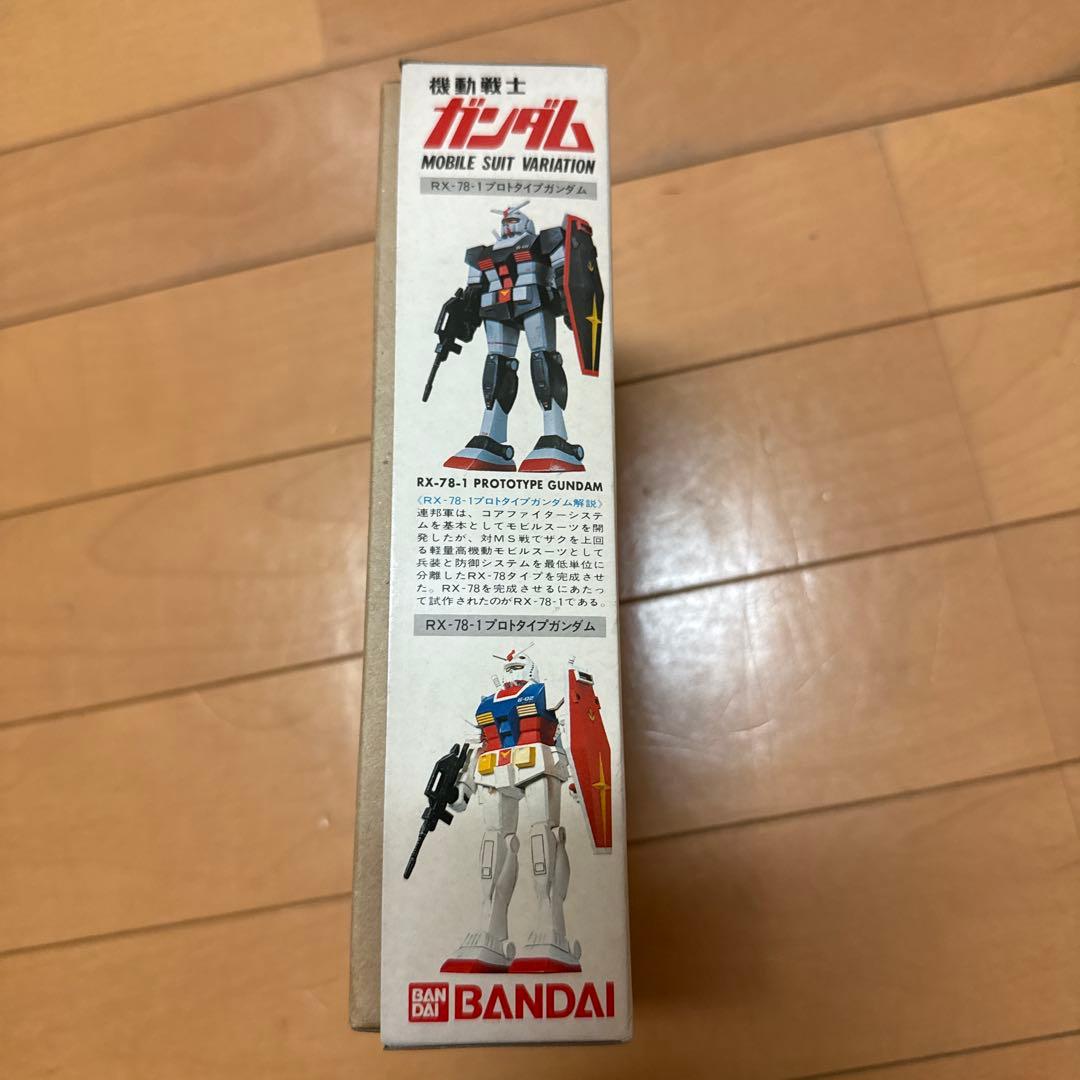 機動戦士
ガンダム
MOBILE SUIT VARIATION
RX-78-1プロトタイプガンダム
RX-78-1 PROTOTYPE GUNDAM
《RX-78-1プロトタイプガンダム解説》
連邦軍は、コアファイターシステ
ムを基本としてモビルスーツを開
発したが、対MS戦でザクを上回
る軽量高機動モビルスーツとして
兵装と防御システムを最低単位に
分離したRX-78タイプを完成させ
た。RX-78を完成させるにあたっ
て試作されたのがRX-78-1である。
RX-78-1プロトタイプガンダム
G-02
BAN
DAI
BANDAI